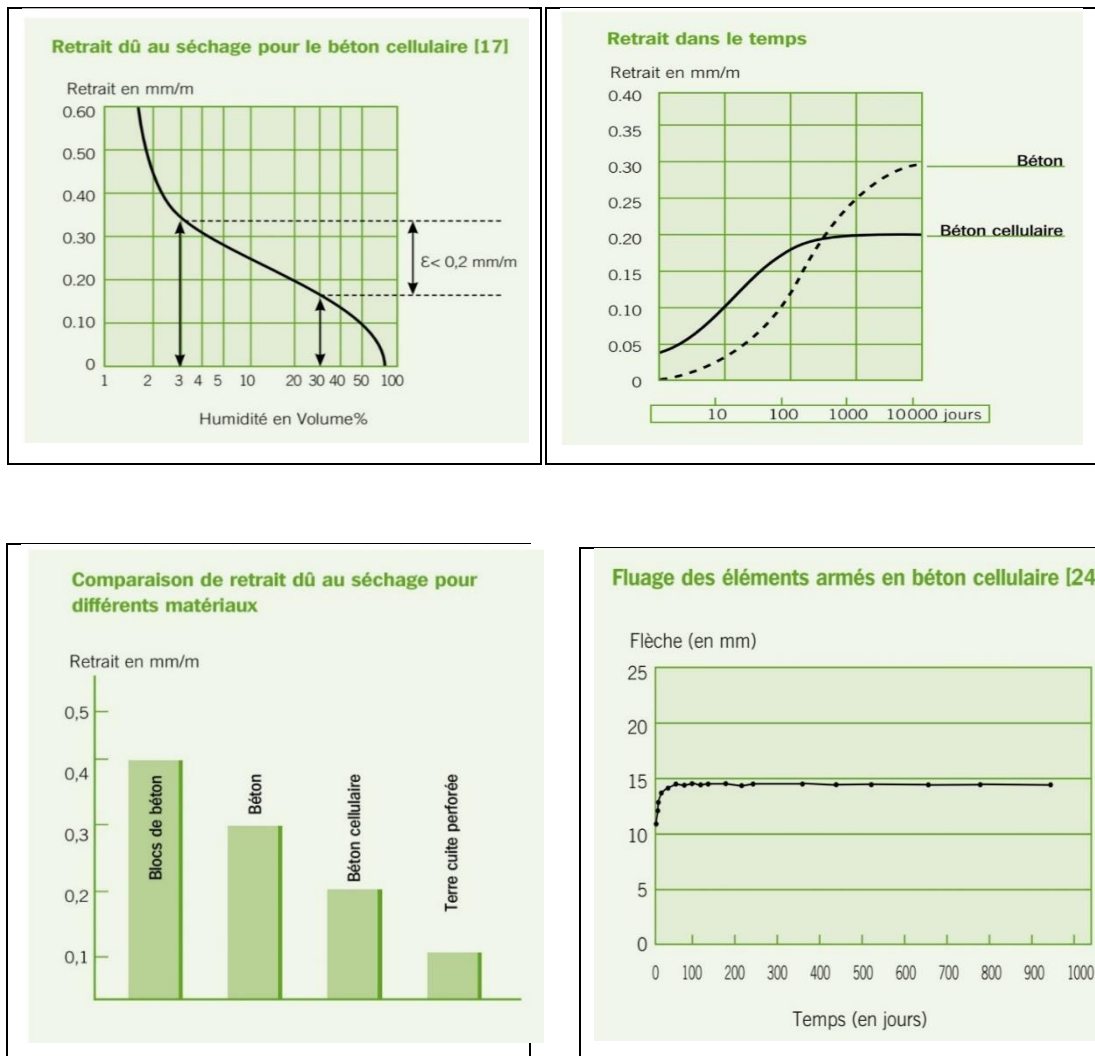 Retrait dû au séchage pour le béton cellulaire [17]
Retrait en mm/m
0.60
0.50
0.40
0.30
0.20
0.10
0
ε< 0,2 mm/m
1 2 3 4 5 10 20 30 40 50 100
Humidité en Volume%
Retrait dans le temps
Retrait en mm/m
0.40
0.35
0.30
0.25
0.20
0.15
0.10
0.05
0
Béton
Béton cellulaire
10 100 1000 10000 jours
Comparaison de retrait dû au séchage pour
différents matériaux
Retrait en mm/m
0,5
0,4
0,3
0,2
0,1
Blocs de béton
Béton
Béton cellulaire
Terre cuite perforée
Fluage des éléments armés en béton cellulaire [24
Flèche (en mm)
25
20
15
10
5
0
0 100 200 300 400 500 600 700 800 900 1000
Temps (en jours)